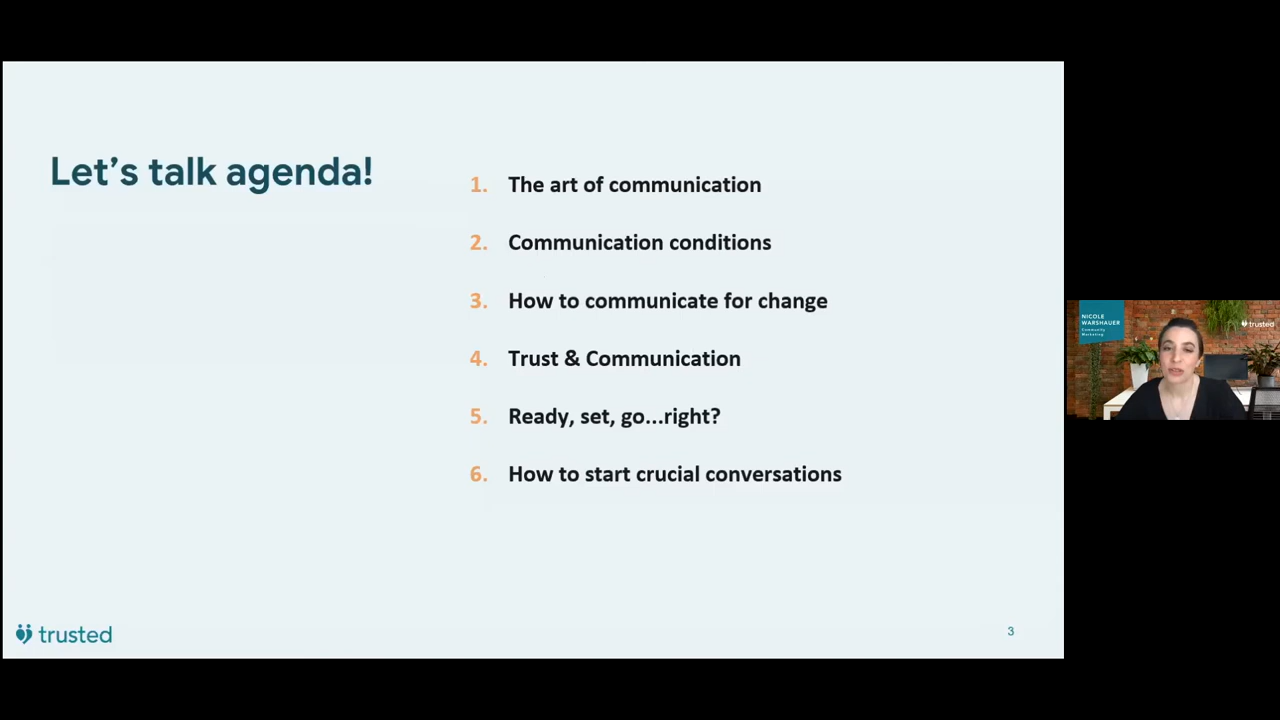 Let's talk agenda!
1. The art of communication
2. Communication conditions
3. How to communicate for change
4. Trust & Communication
5. Ready, set, go...right?
6. How to start crucial conversations
trusted
3
NICOLE
WARSHAUER
Community
Marketing
trusted